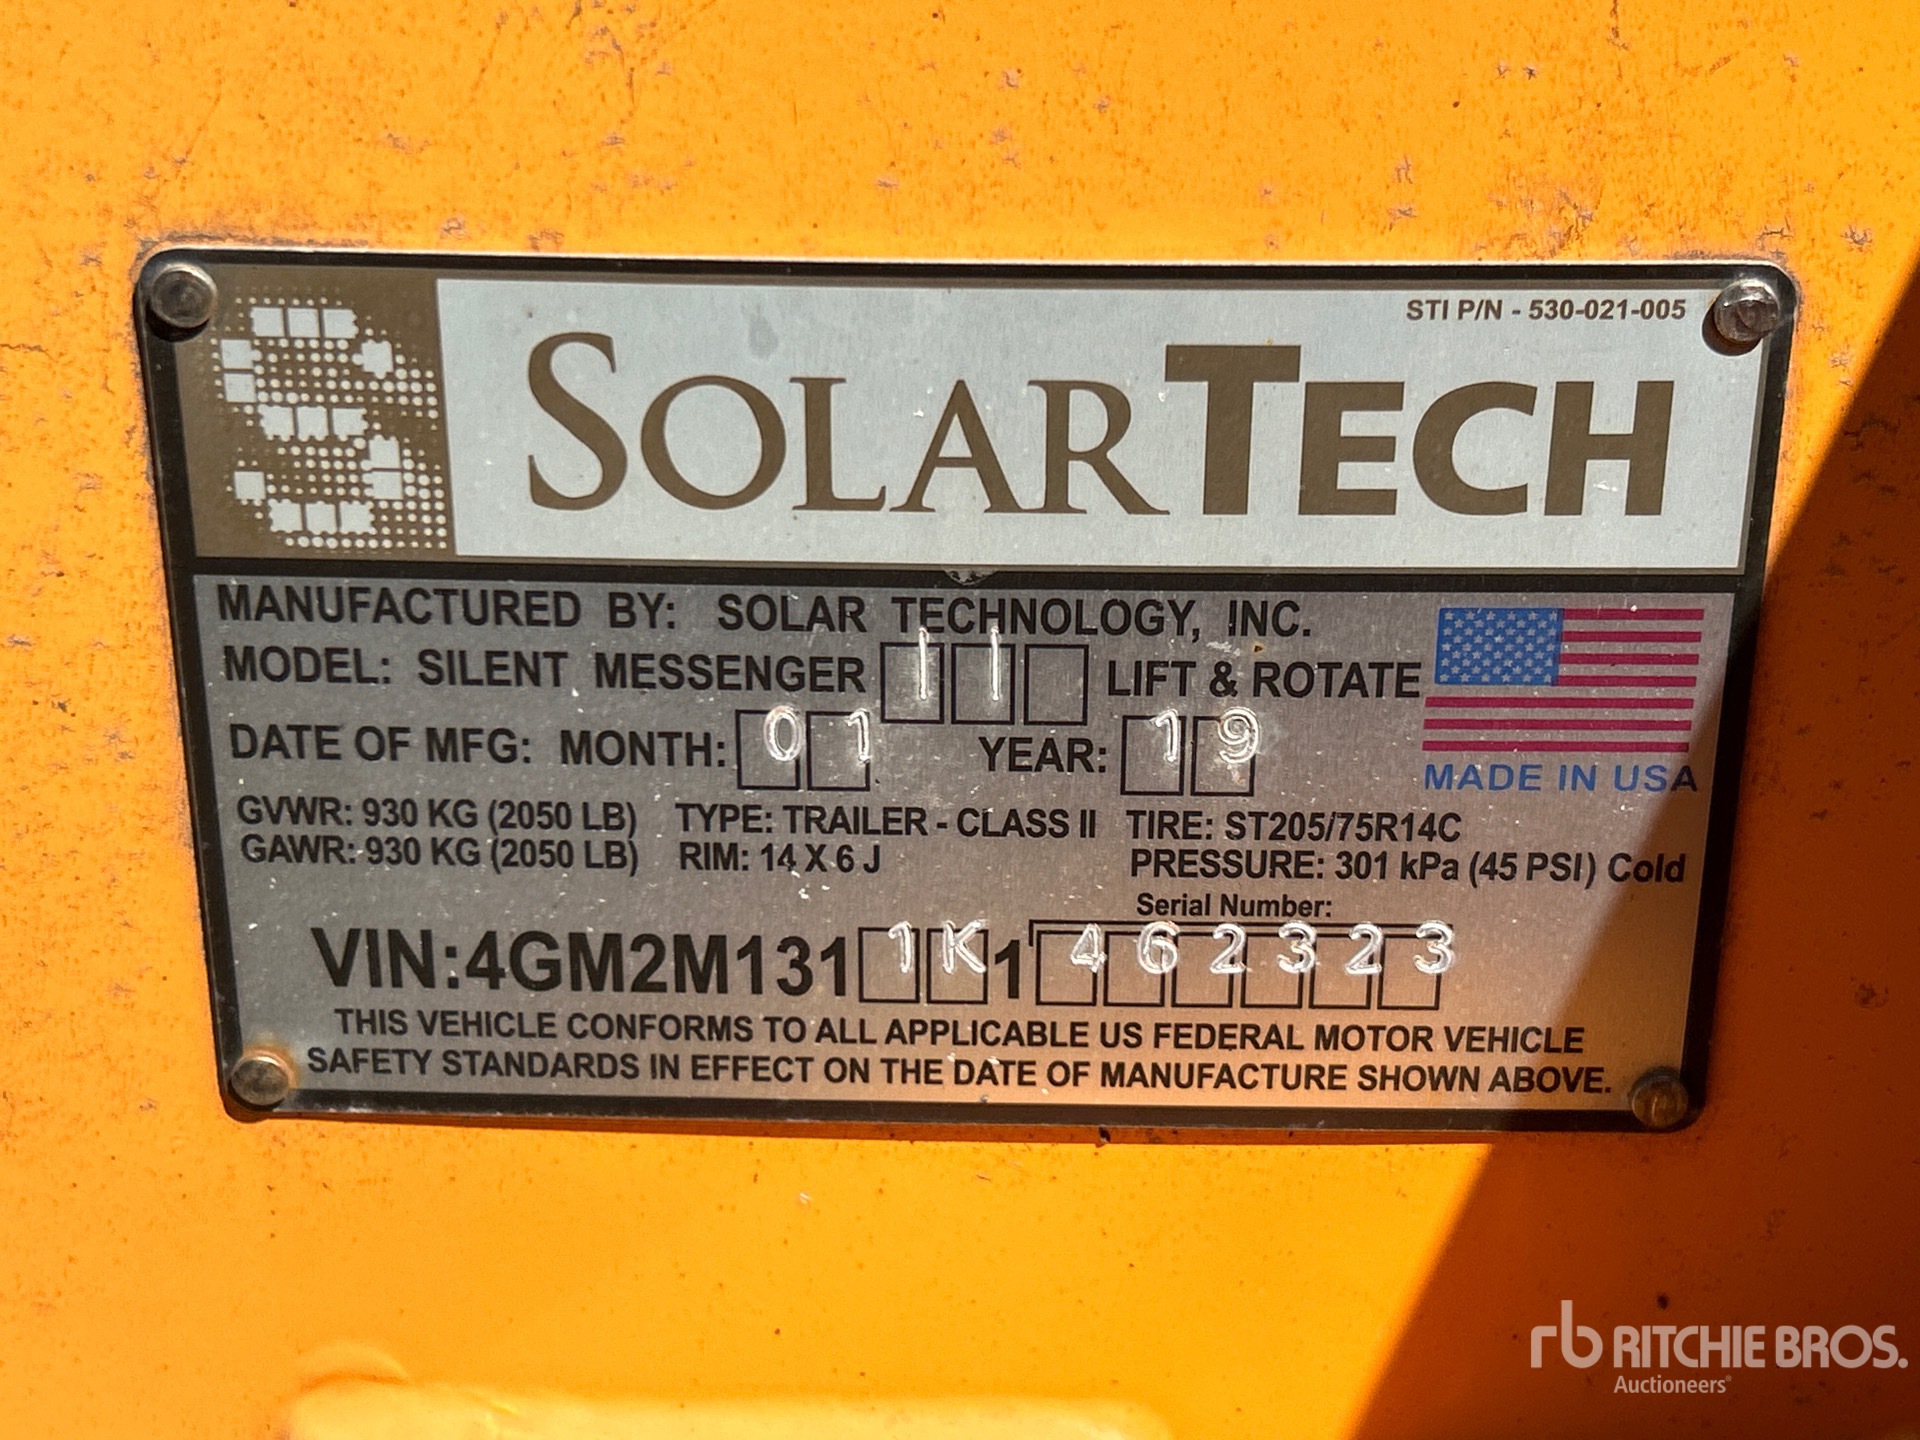 STI P/N - 530-021-005
SOLARTECH
MANUFACTURED BY: SOLAR TECHNOLOGY, INC.
MODEL: SILENT MESSENGER II LIFT & ROTATE
DATE OF MFG: MONTH: 01 YEAR: 19
MADE IN USA
GVWR: 930 KG (2050 LB) TYPE: TRAILER - CLASS II TIRE: ST205/75R14C
GAWR: 930 KG (2050 LB) RIM: 14 X 6 J PRESSURE: 301 kPa (45 PSI) Cold
Serial Number:
VIN:4GM2M1311K1462323
THIS VEHICLE CONFORMS TO ALL APPLICABLE US FEDERAL MOTOR VEHICLE
SAFETY STANDARDS IN EFFECT ON THE DATE OF MANUFACTURE SHOWN ABOVE.
rb RITCHIE BROS.
Auctioneers®